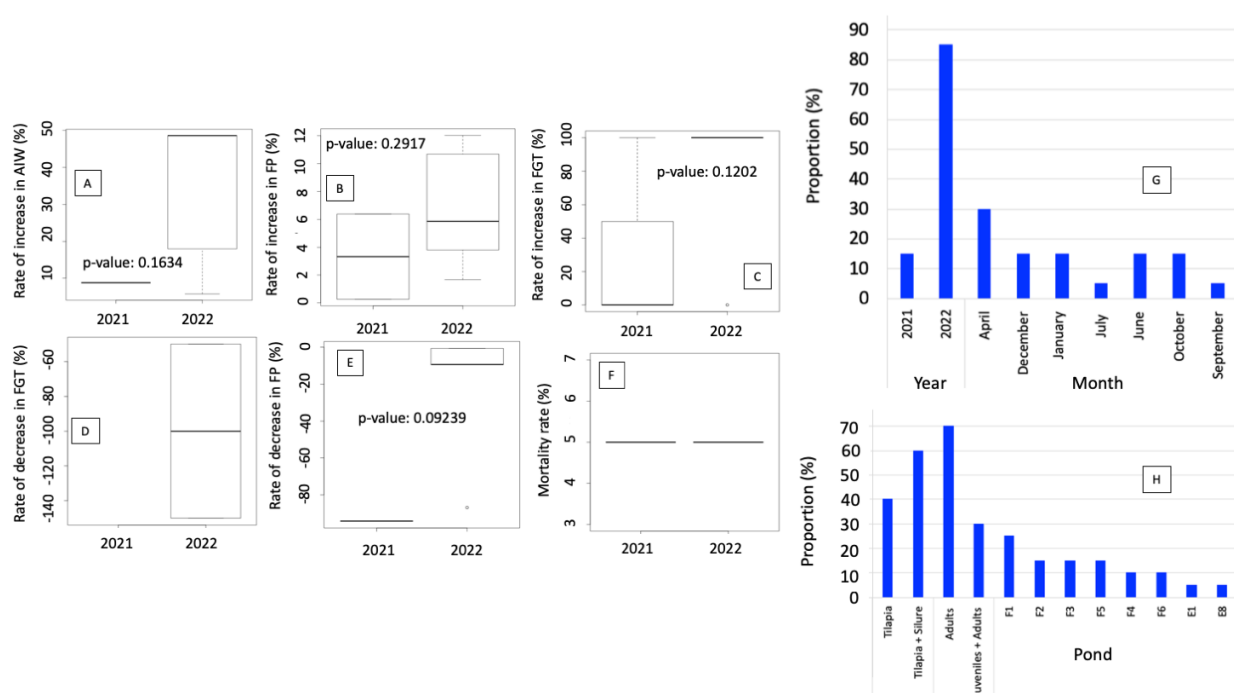 Rate of increase in AIW (%)
50
40
30
20
10
A
p-value: 0.1634
2021 2022
Rate of increase in FP (%)
12
10
8
6
4
2
0
p-value: 0.2917
B
2021 2022
Rate of increase in FGT (%)
100
80
60
40
20
0
p-value: 0.1202
C
2021 2022
Rate of decrease in FGT (%)
-60
-80
-100
-120
-140
D
2021 2022
Rate of decrease in FP (%)
0
-20
-40
-60
-80
E
p-value: 0.09239
2021 2022
Mortality rate (%)
7
6
5
4
3
F
2021 2022
Proportion (%)
90
80
70
60
50
40
30
20
10
0
G
2021
2022
April
December
January
July
June
October
September
Year Month
Proportion (%)
70
60
50
40
30
20
10
0
H
Tilapia
Tilapia + Silure
Adults
uveniles + Adults
F1
F2
F3
F5
F4
F6
E1
E8
Pond